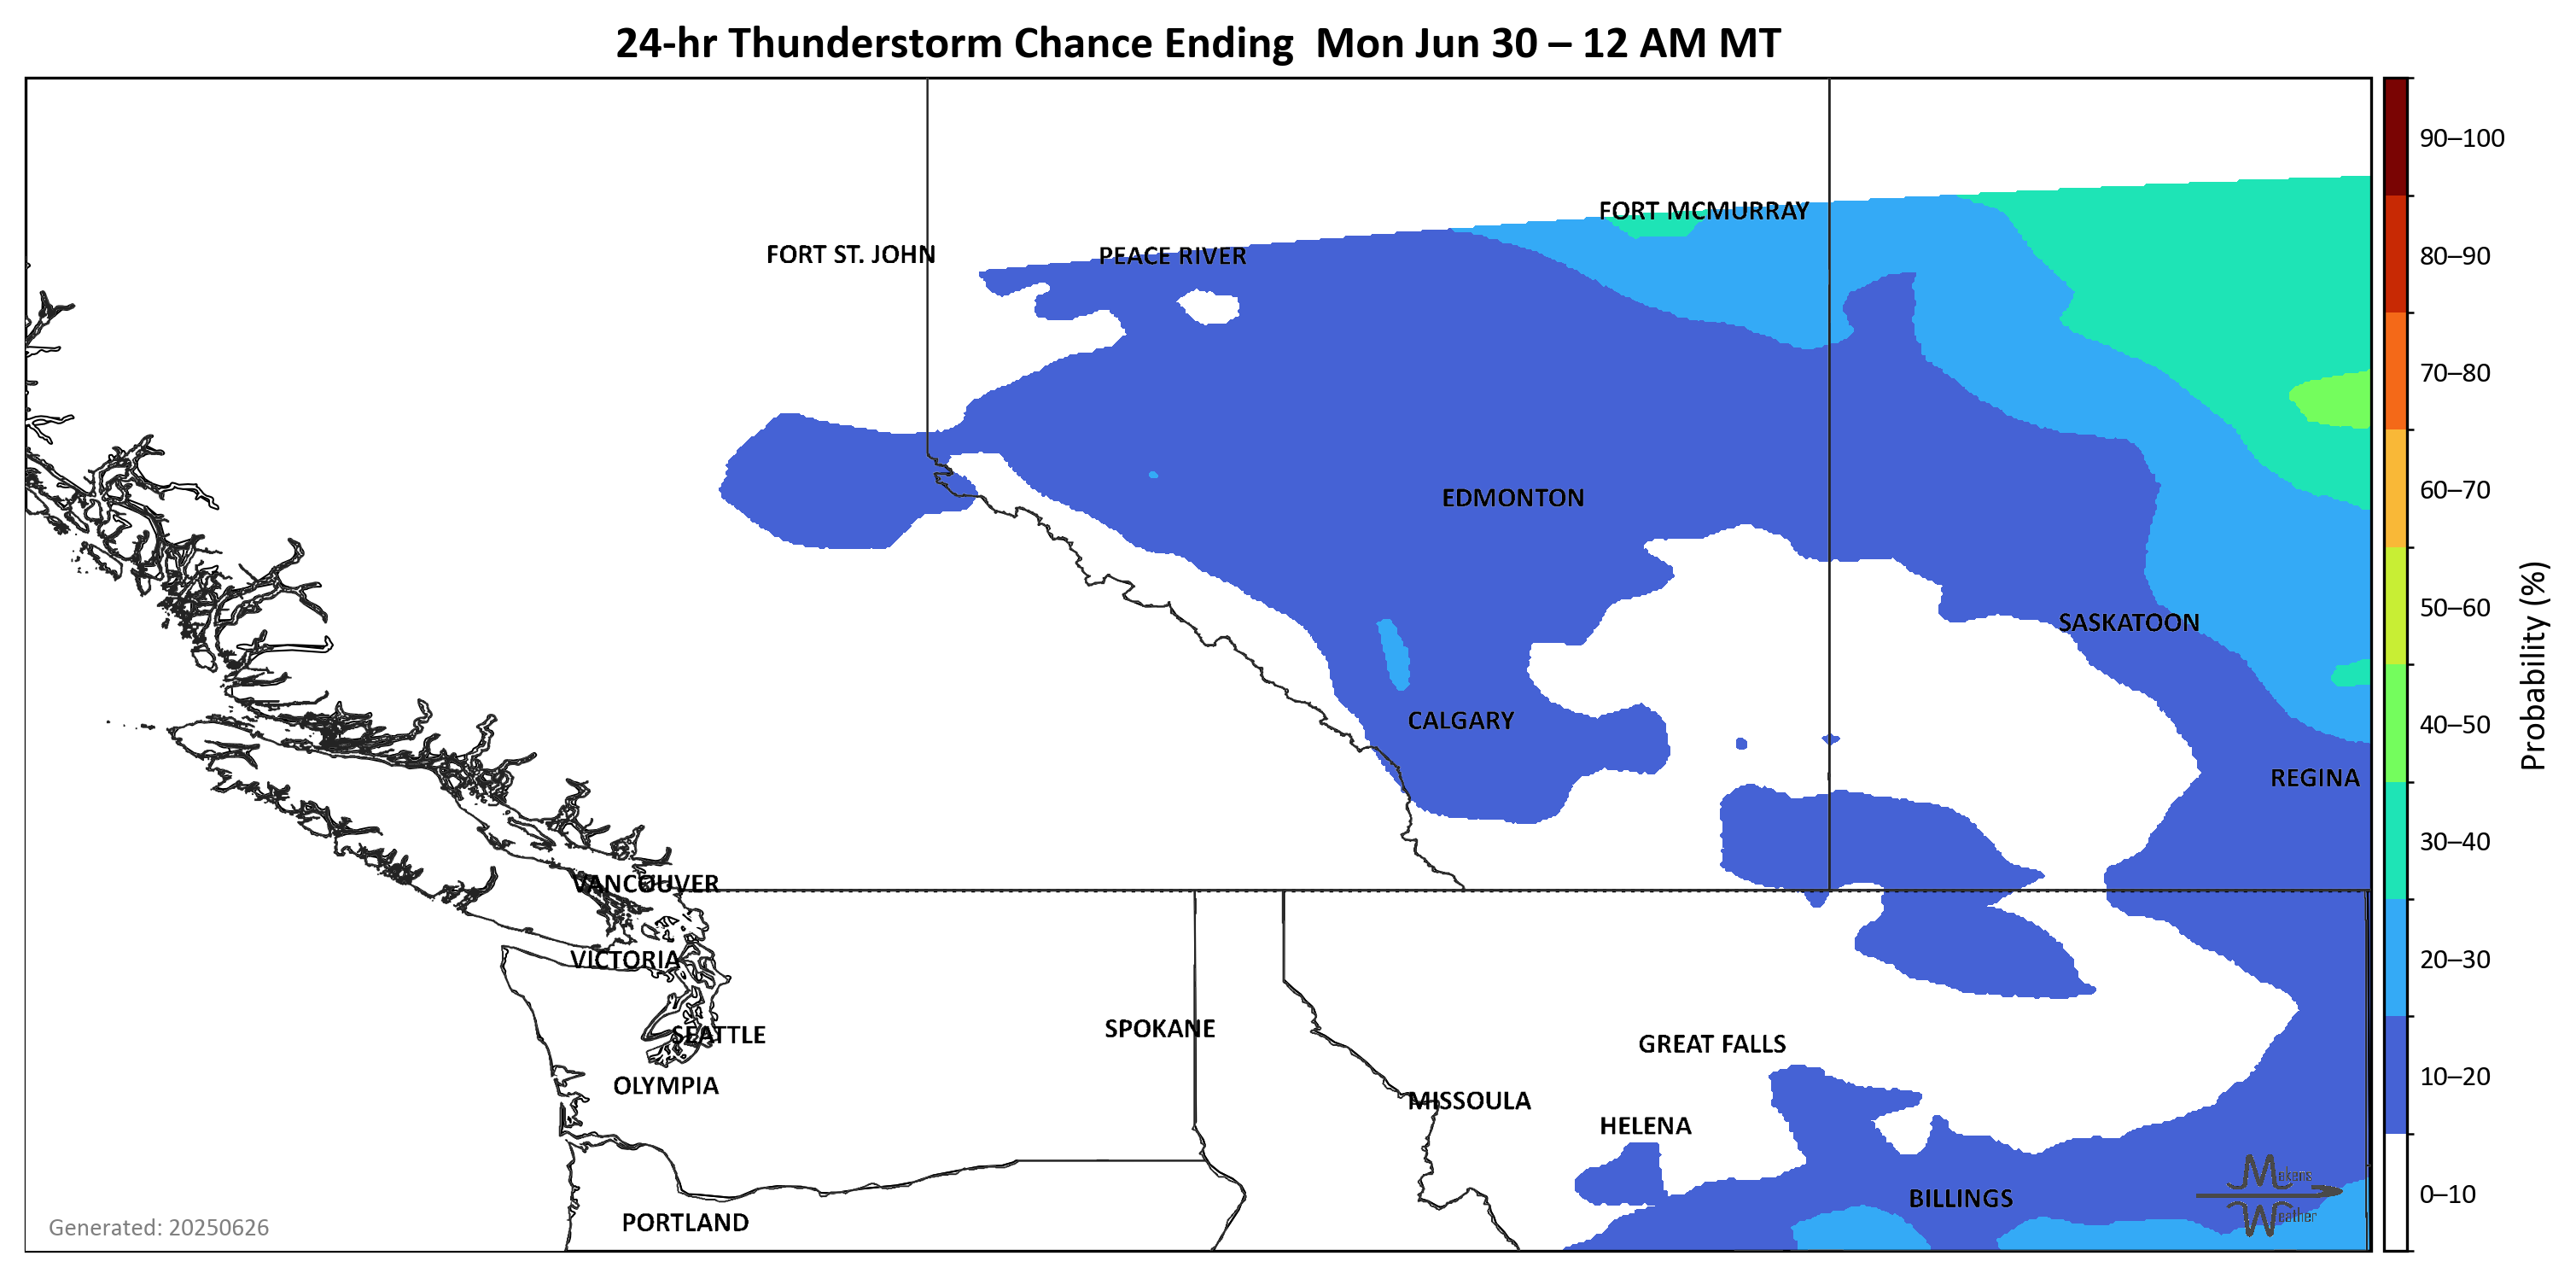 24-hr Thunderstorm Chance Ending  Mon Jun 30 – 12 AM MT
90–100
FORT MCMURRAY
FORT ST. JOHN
PEACE RIVER
80–90
70–80
EDMONTON
60–70
SASKATOON
50–60
CALGARY
40–50
REGINA
Probability (%)
30–40
VANCOUVER
VICTORIA
20–30
SEATTLE
SPOKANE
GREAT FALLS
OLYMPIA
10–20
MISSOULA
HELENA
Mekens
Weather
BILLINGS
0–10
PORTLAND
Generated: 20250626